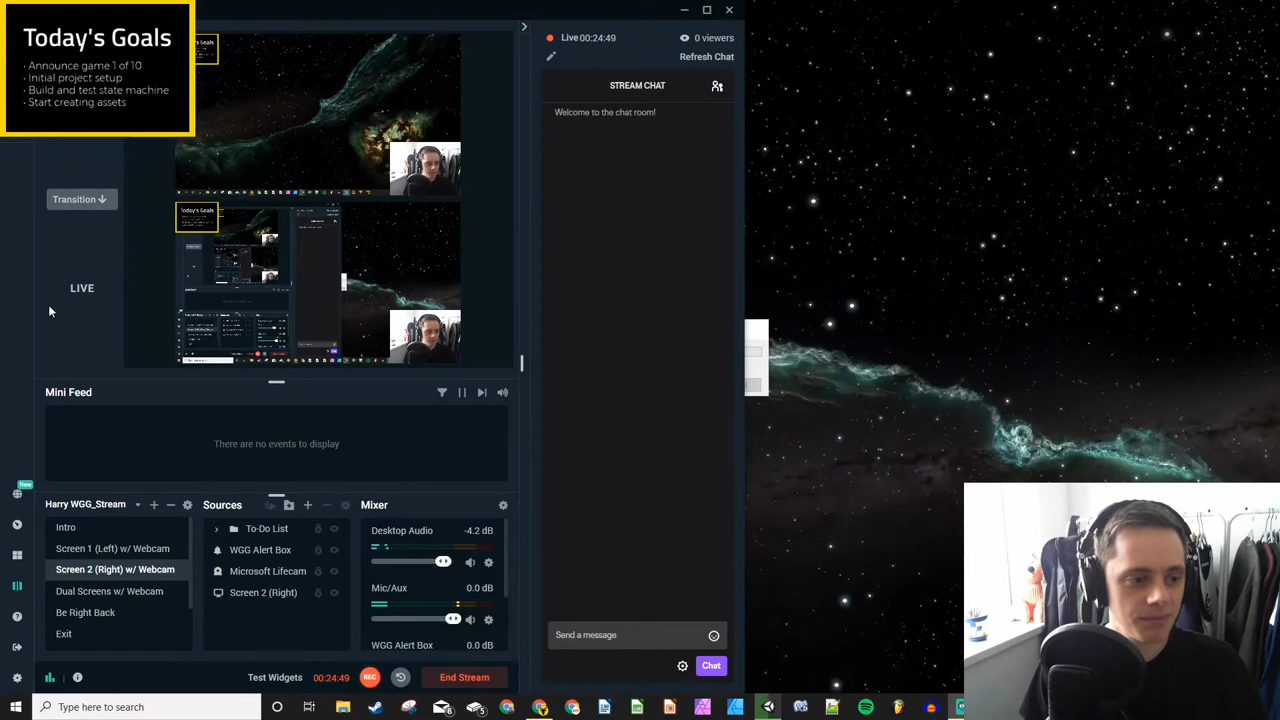 Today's Goals
· Announce game 1 of 10
· Initial project setup
· Build and test state machine
· Start creating assets
Live 00:24:49
0 viewers
Refresh Chat
STREAM CHAT
Welcome to the chat room!
Transition
Today's Goals
LIVE
Mini Feed
There are no events to display
New
Harry WGG_Stream
Sources
Mixer
Intro
Screen 1 (Left) w/ Webcam
Screen 2 (Right) w/ Webcam
Dual Screens w/ Webcam
Be Right Back
Exit
To-Do List
WGG Alert Box
Microsoft Lifecam
Screen 2 (Right)
Desktop Audio
-4.2 dB
Mic/Aux
0.0 dB
WGG Alert Box
0.0 dB
Send a message
Chat
Test Widgets
00:24:49
REC
End Stream
Type here to search